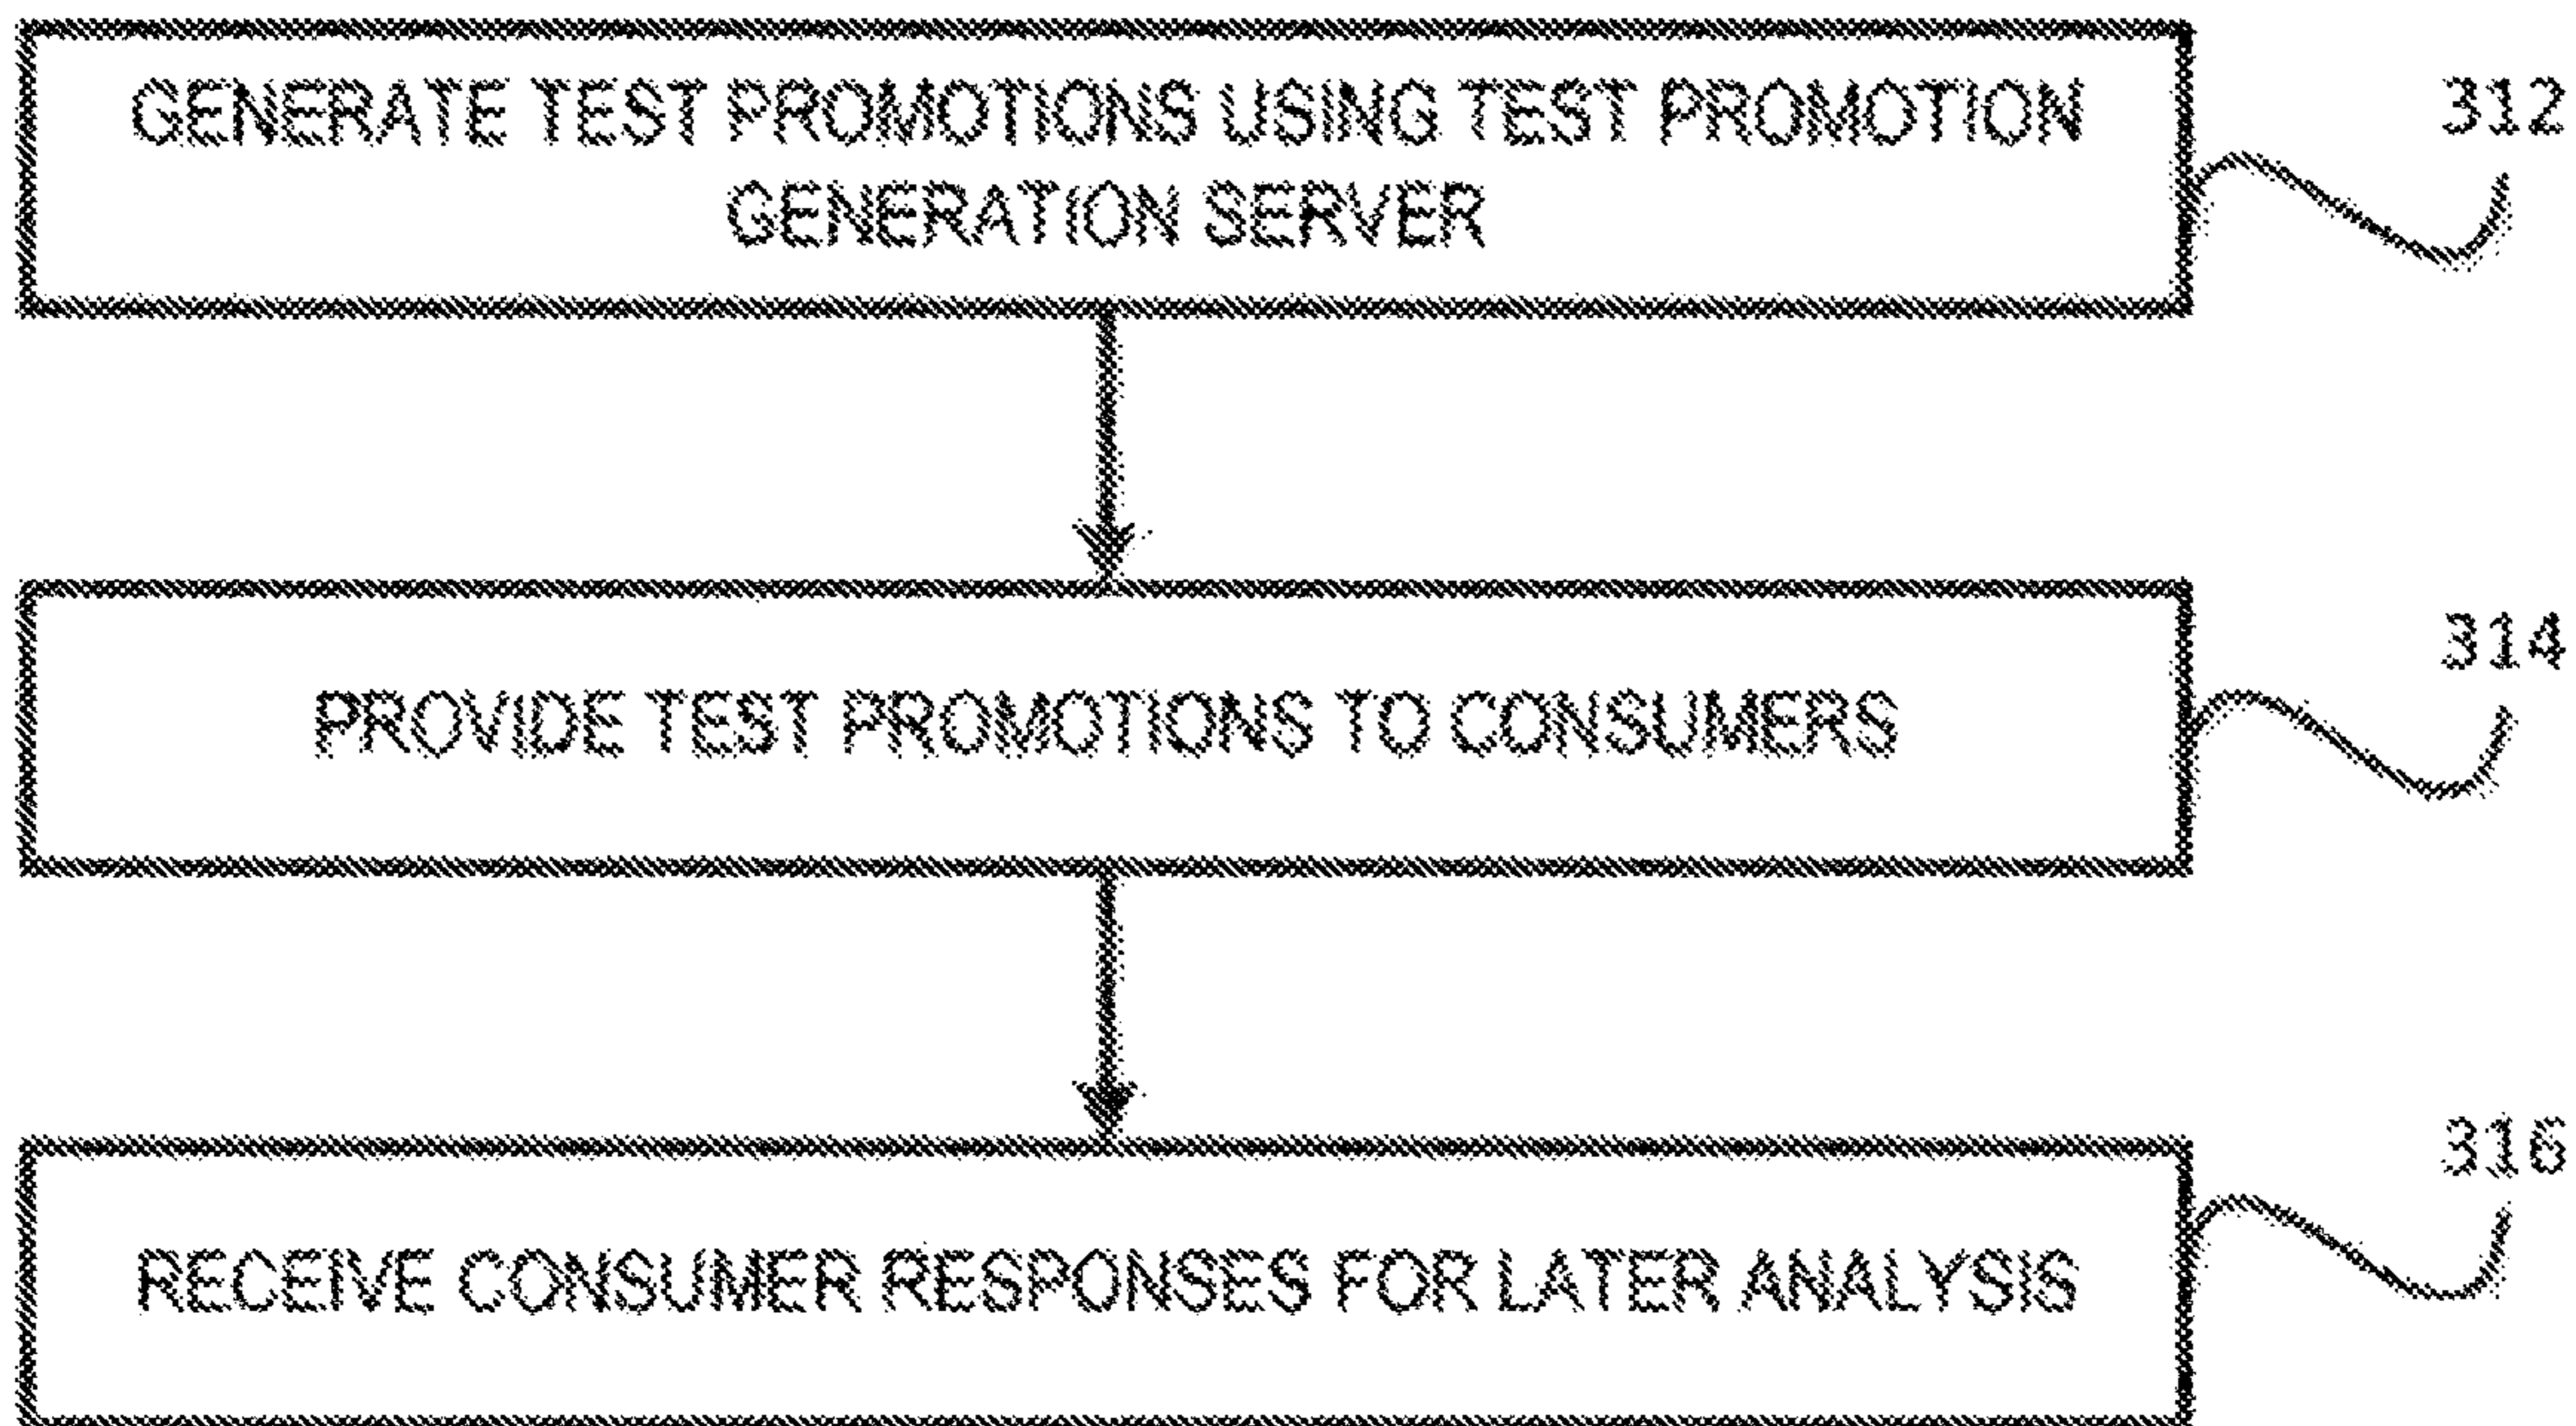 GENERATE TEST PROMOTIONS USING TEST PROMOTION
GENERATION SERVER
312
PROVIDE TEST PROMOTIONS TO CONSUMERS
314
RECEIVE CONSUMER RESPONSES FOR LATER ANALYSIS
316